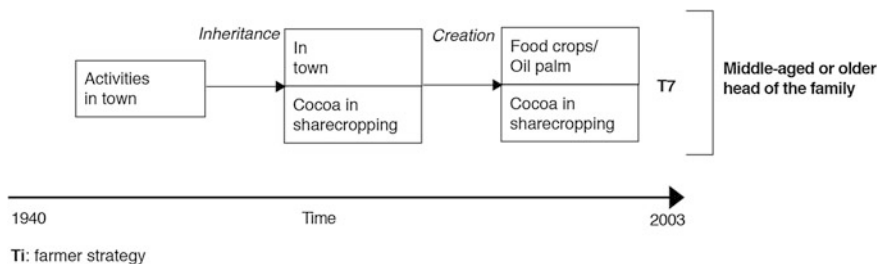 Inheritance
Creation
Activities
in town
In
town
Cocoa in
sharecropping
Food crops/
Oil palm
Cocoa in
sharecropping
T7
Middle-aged or older
head of the family
1940
Time
2003
Ti: farmer strategy